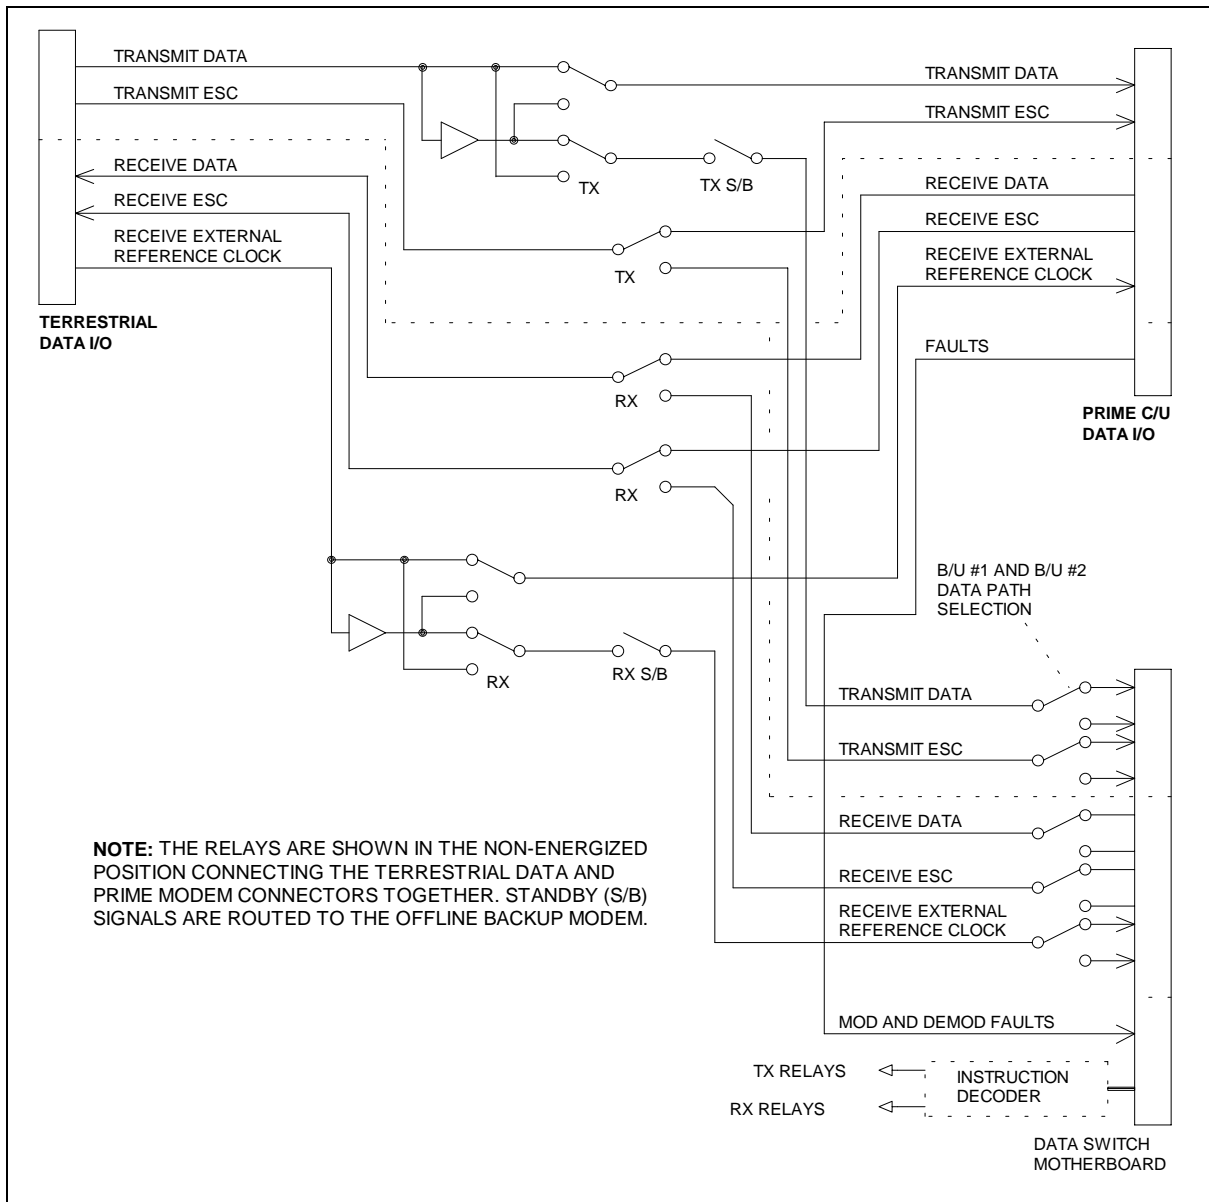 TRANSMIT DATA
TRANSMIT ESC
RECEIVE DATA
RECEIVE ESC
RECEIVE EXTERNAL
REFERENCE CLOCK
TERRESTRIAL
DATA I/O
TX
TX S/B
TX
RX
RX
RX
RX S/B
TRANSMIT DATA
TRANSMIT ESC
RECEIVE DATA
RECEIVE ESC
RECEIVE EXTERNAL
REFERENCE CLOCK
FAULTS
PRIME C/U
DATA I/O
B/U #1 AND B/U #2
DATA PATH
SELECTION
TRANSMIT DATA
TRANSMIT ESC
RECEIVE DATA
RECEIVE ESC
RECEIVE EXTERNAL
REFERENCE CLOCK
MOD AND DEMOD FAULTS
TX RELAYS
RX RELAYS
INSTRUCTION
DECODER
DATA SWITCH
MOTHERBOARD
NOTE: THE RELAYS ARE SHOWN IN THE NON-ENERGIZED
POSITION CONNECTING THE TERRESTRIAL DATA AND
PRIME MODEM CONNECTORS TOGETHER. STANDBY (S/B)
SIGNALS ARE ROUTED TO THE OFFLINE BACKUP MODEM.